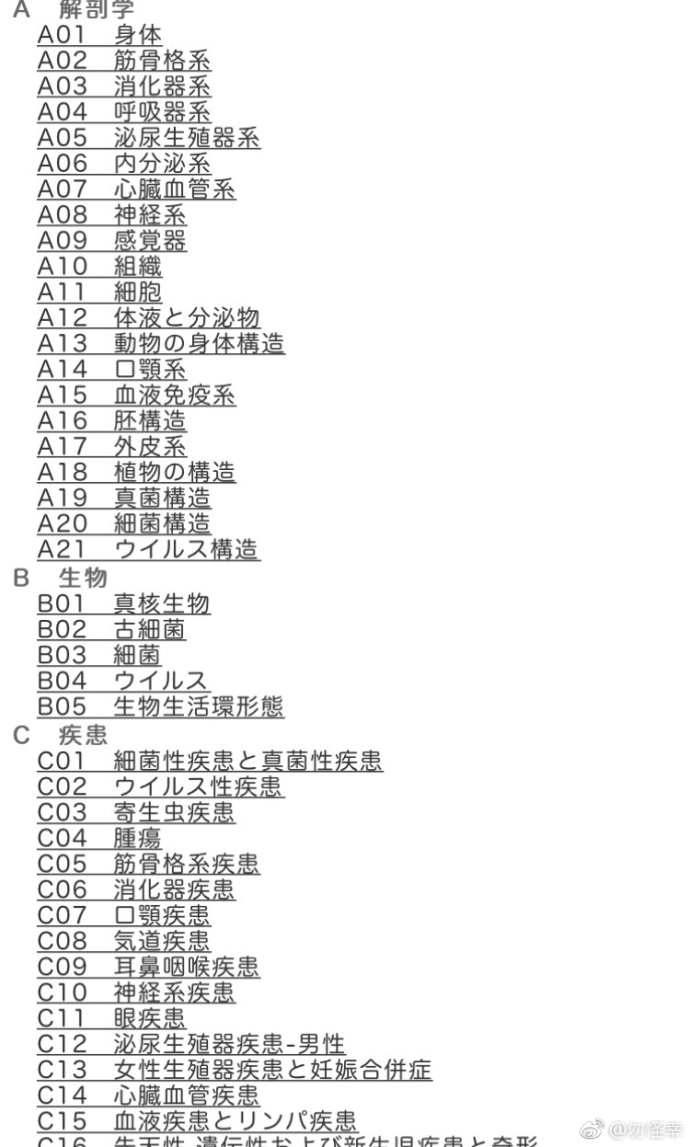 A 解剖学
A01 身体
A02 筋骨格系
A03 消化器系
A04 呼吸器系
A05 泌尿生殖器系
A06 内分泌系
A07 心臓血管系
A08 神経系
A09 感覚器
A10 組織
A11 細胞
A12 体液と分泌物
A13 動物の身体構造
A14 口顎系
A15 血液免疫系
A16 胚構造
A17 外皮系
A18 植物の構造
A19 真菌構造
A20 細菌構造
A21 ウイルス構造
B 生物
B01 真核生物
B02 古細菌
B03 細菌
B04 ウイルス
B05 生物生活環形態
C 疾患
C01 細菌性疾患と真菌性疾患
C02 ウイルス性疾患
C03 寄生虫疾患
C04 腫瘍
C05 筋骨格系疾患
C06 消化器疾患
C07 口顎疾患
C08 気道疾患
C09 耳鼻咽喉疾患
C10 神経系疾患
C11 眼疾患
C12 泌尿生殖器疾患-男性
C13 女性生殖器疾患と妊娠合併症
C14 心臓血管疾患
C15 血液疾患とリンパ疾患
C16 先天性,遺伝性および新生児疾患と奇形
@勿怪幸